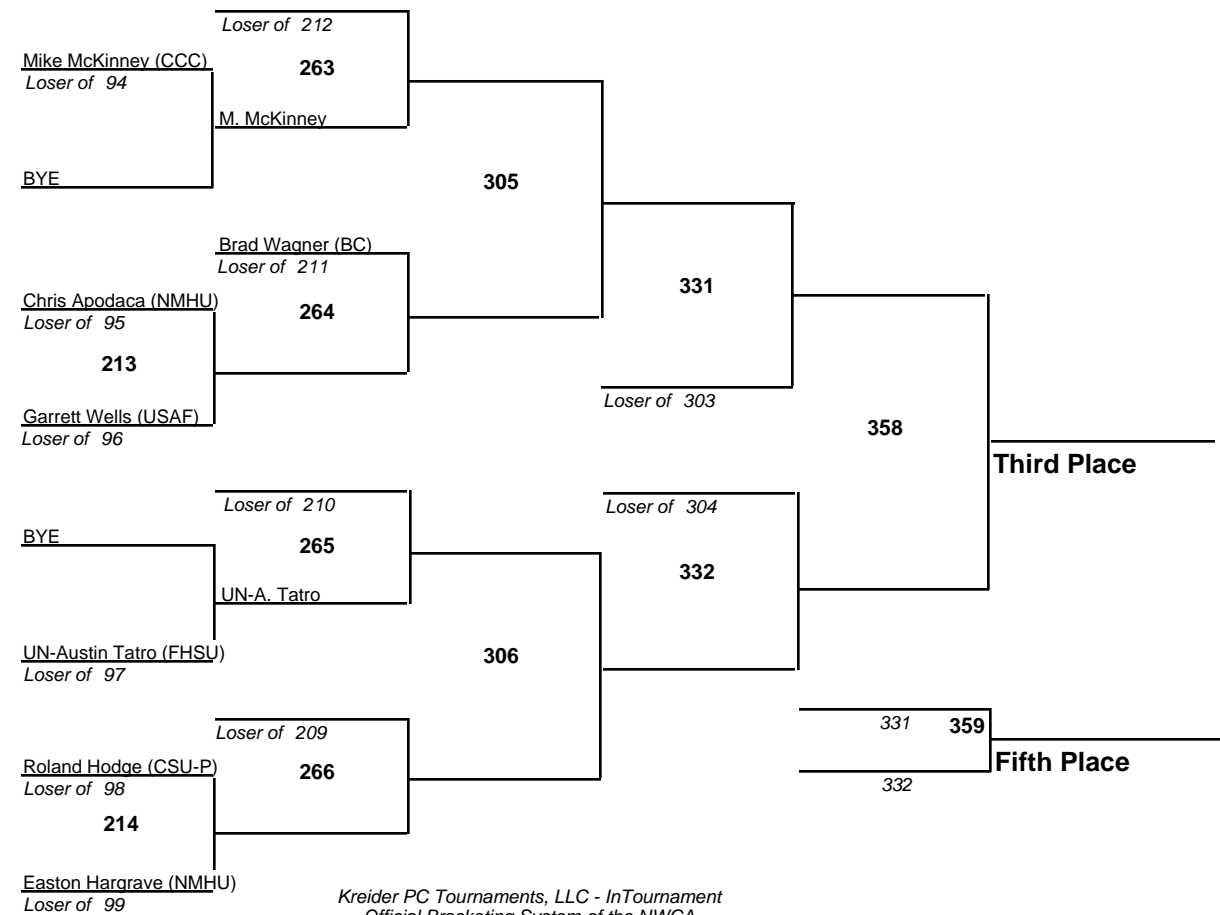 Loser of 212
Mike McKinney (CCC)
263
Loser of 94
M. McKinney
BYE
305
Brad Wagner (BC)
Loser of 211
331
Chris Apodaca (NMHU)
264
Loser of 95
213
Loser of 303
Garrett Wells (USAF)
358
Loser of 96
Third Place
Loser of 210
Loser of 304
BYE
265
332
UN-A. Tatro
UN-Austin Tatro (FHSU)
306
Loser of 97
Loser of 209
331
359
Roland Hodge (CSU-P)
266
Fifth Place
Loser of 98
332
214
Easton Hargrave (NMHU)
Loser of 99
Kreider PC Tournaments, LLC - InTournament
Official Bracketing System of the NWCA